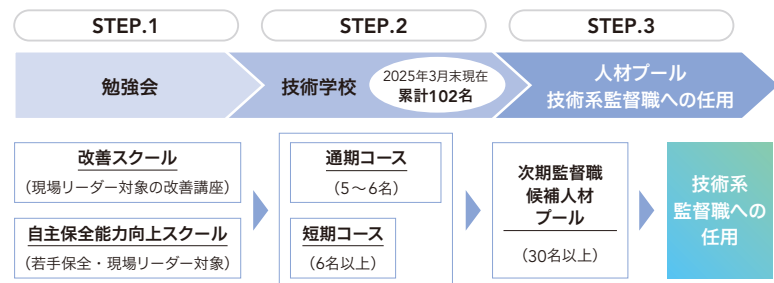 STEP.1
STEP.2
STEP.3
勉強会
技術学校
2025年3月末現在
累計102名
人材プール
技術系監督職への任用
改善スクール
（現場リーダー対象の改善講座）
自主保全能力向上スクール
（若手保全・現場リーダー対象）
通期コース
（5～6名）
短期コース
（6名以上）
次期監督職
候補人材
プール
（30名以上）
技術系
監督職への
任用